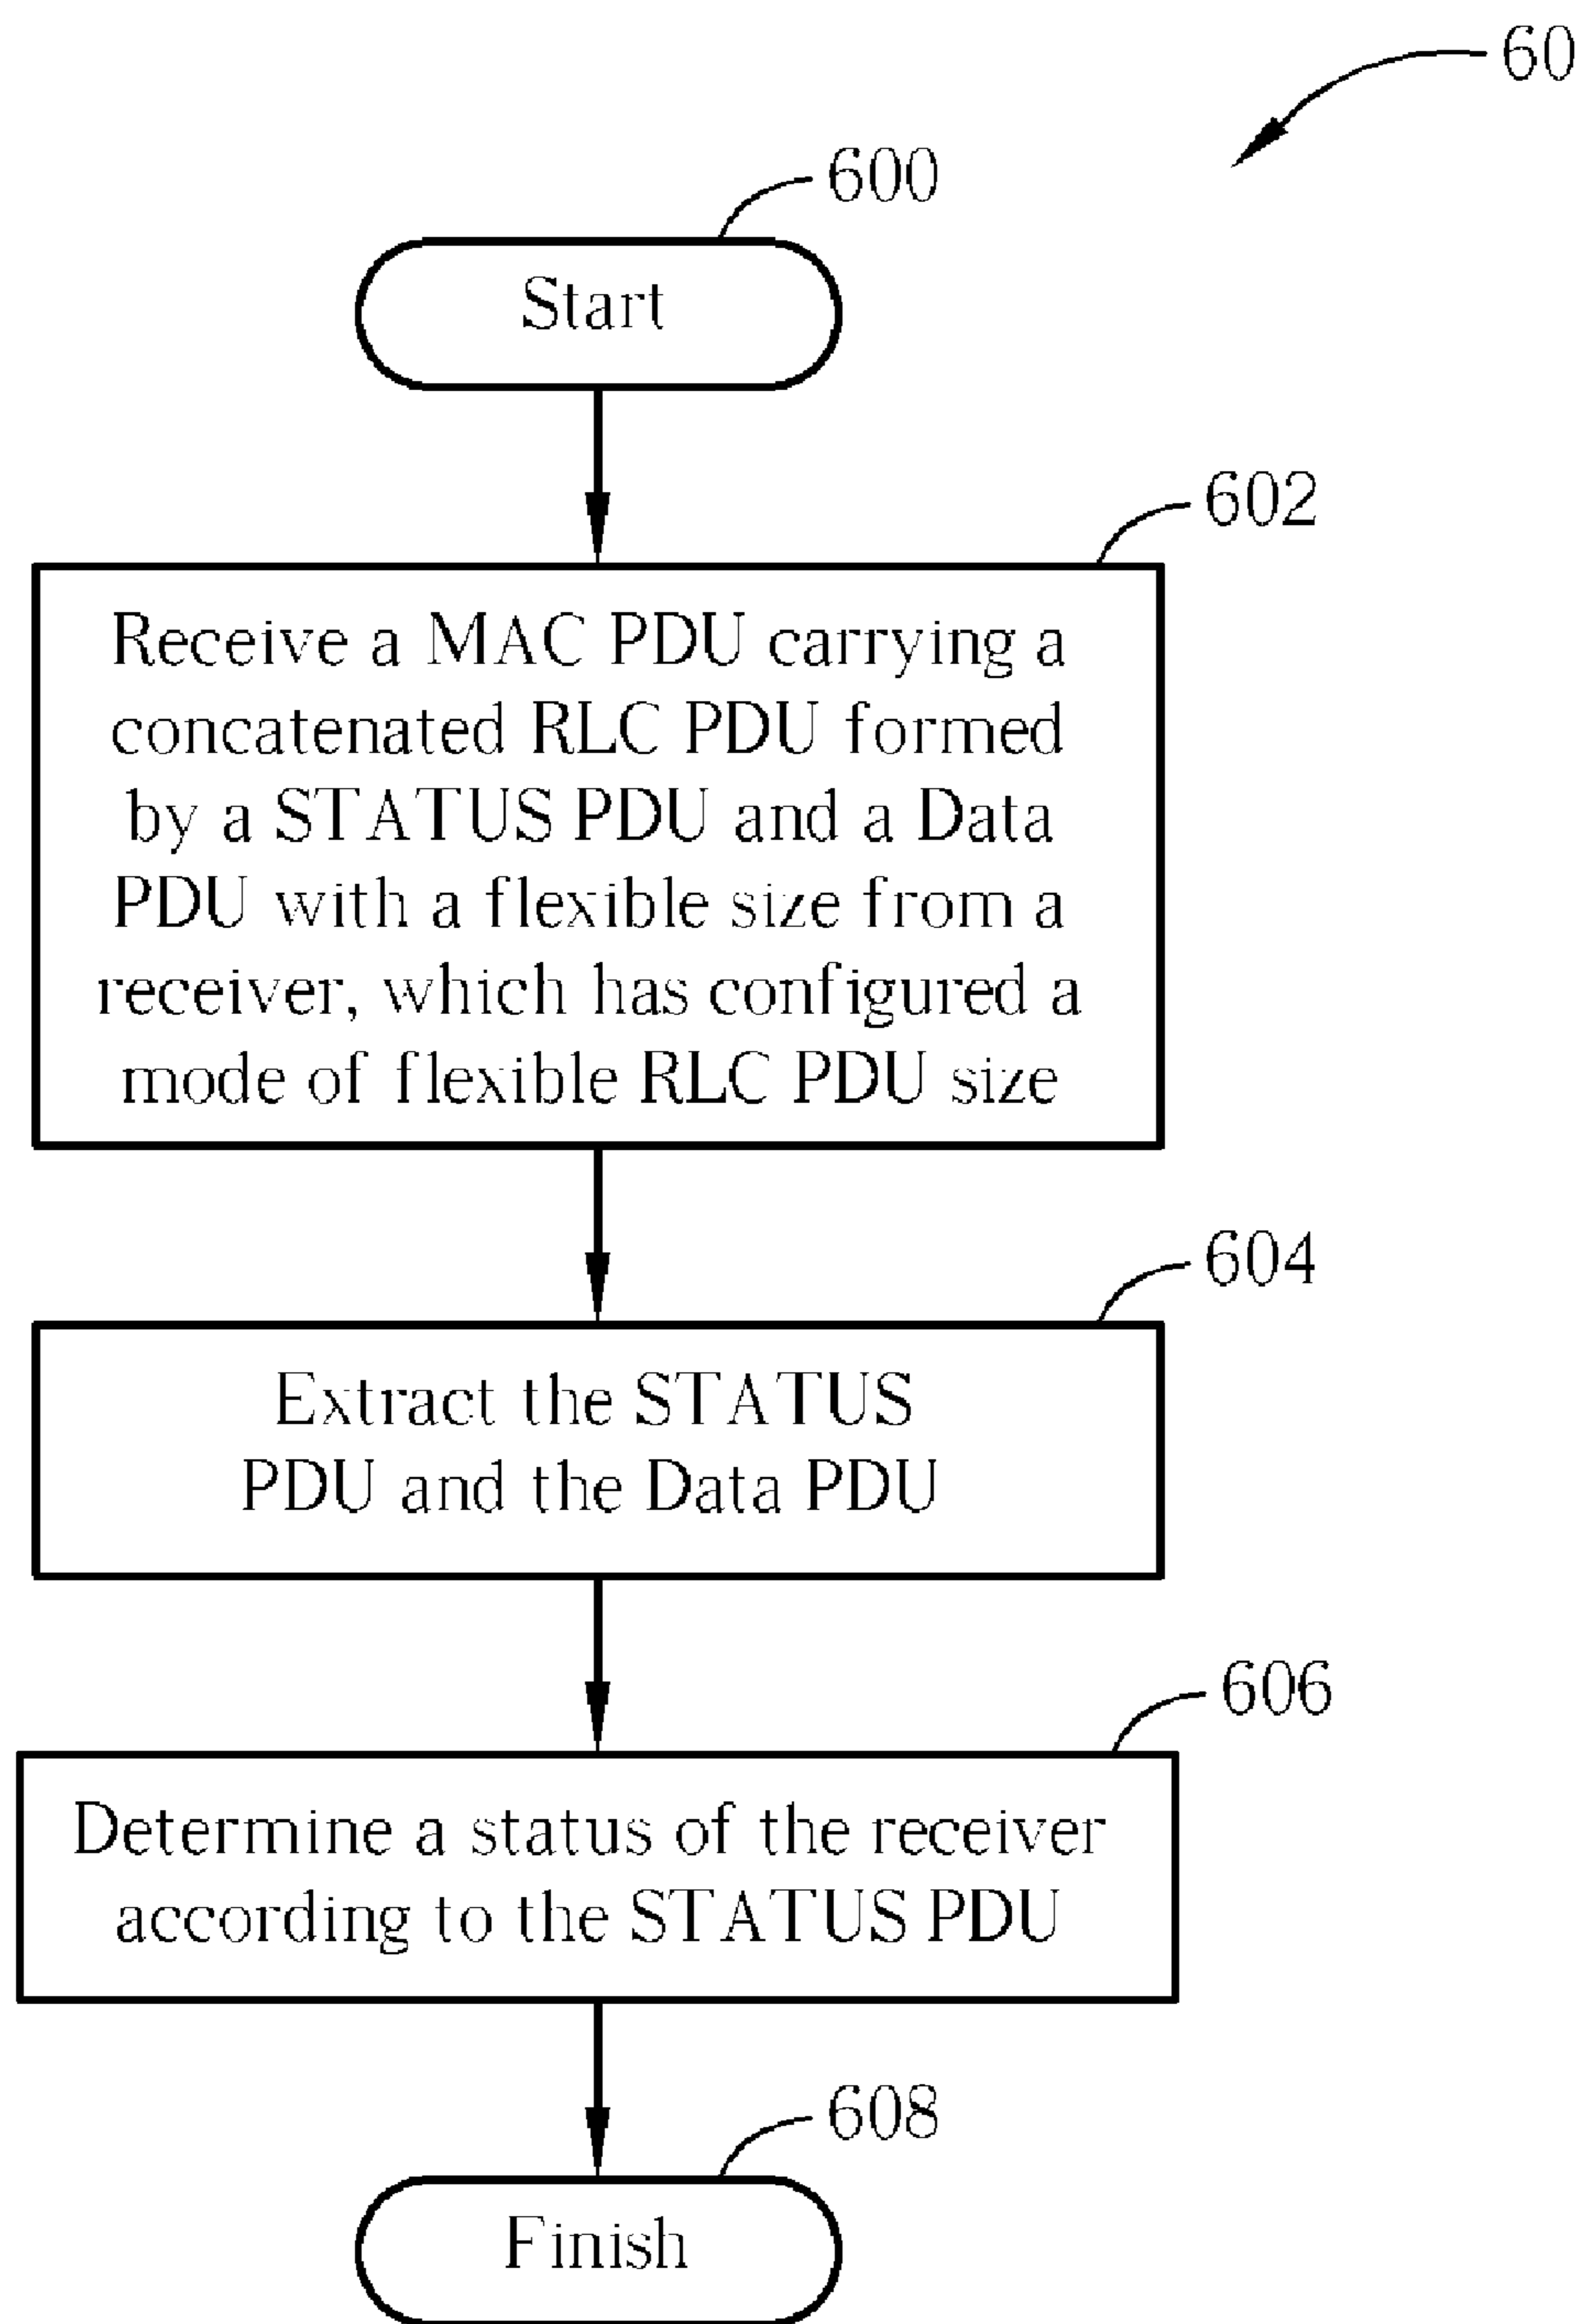 60
600
Start
602
Receive a MAC PDU carrying a
concatenated RLC PDU formed
by a STATUS PDU and a Data
PDU with a flexible size from a
receiver, which has configured a
mode of flexible RLC PDU size
604
Extract the STATUS
PDU and the Data PDU
606
Determine a status of the receiver
according to the STATUS PDU
608
Finish